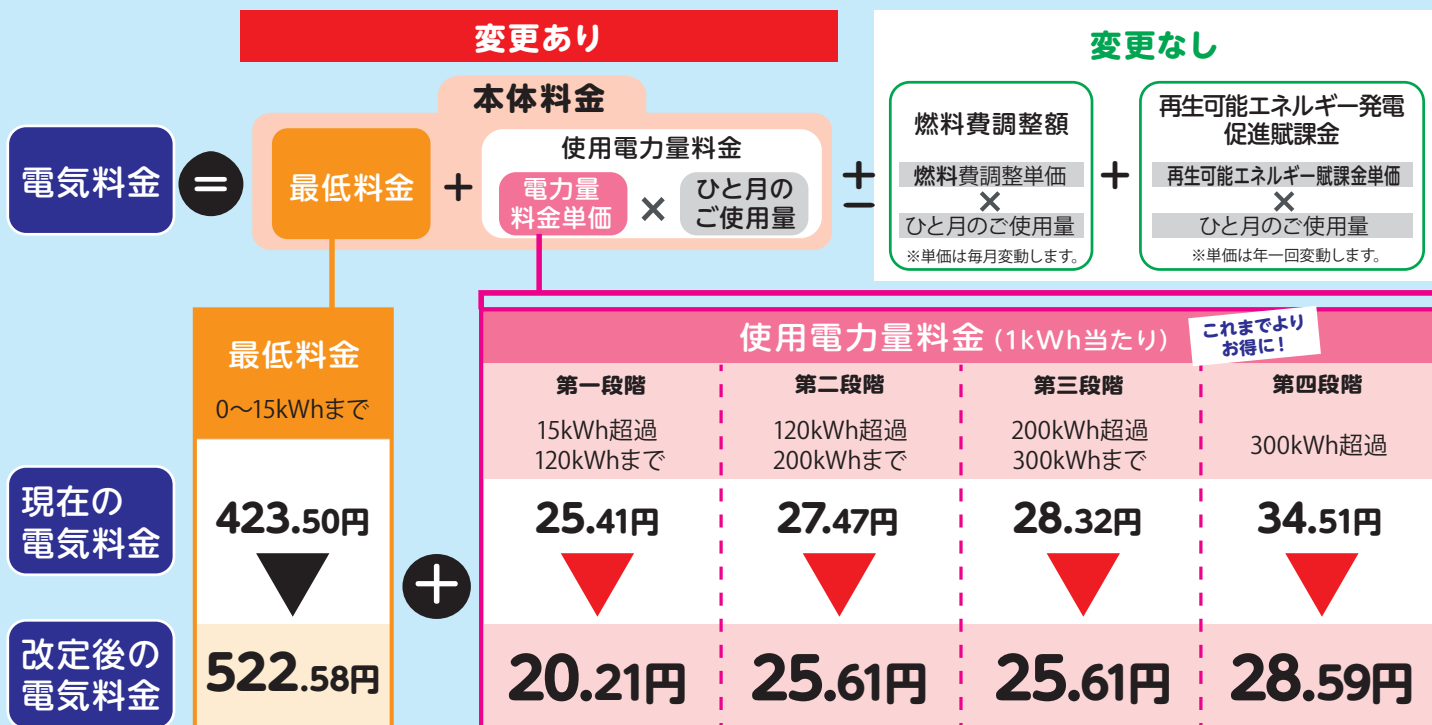 変更あり
変更なし
本体料金
電気料金
=
最低料金
+
使用電力量料金
電力量
料金単価
×
ひと月の
ご使用量
±
燃料費調整額
燃料費調整単価
×
ひと月のご使用量
※単価は毎月変動します。
+
再生可能エネルギー発電
促進賦課金
再生可能エネルギー賦課金単価
×
ひと月のご使用量
※単価は年一回変動します。
最低料金
0〜15kWhまで
使用電力量料金(1kWh当たり)
これまでより
お得に!
第一段階
15kWh超過
120kWhまで
第二段階
120kWh超過
200kWhまで
第三段階
200kWh超過
300kWhまで
第四段階
300kWh超過
現在の
電気料金
423.50円
+
25.41円
27.47円
28.32円
34.51円
改定後の
電気料金
522.58円
20.21円
25.61円
25.61円
28.59円